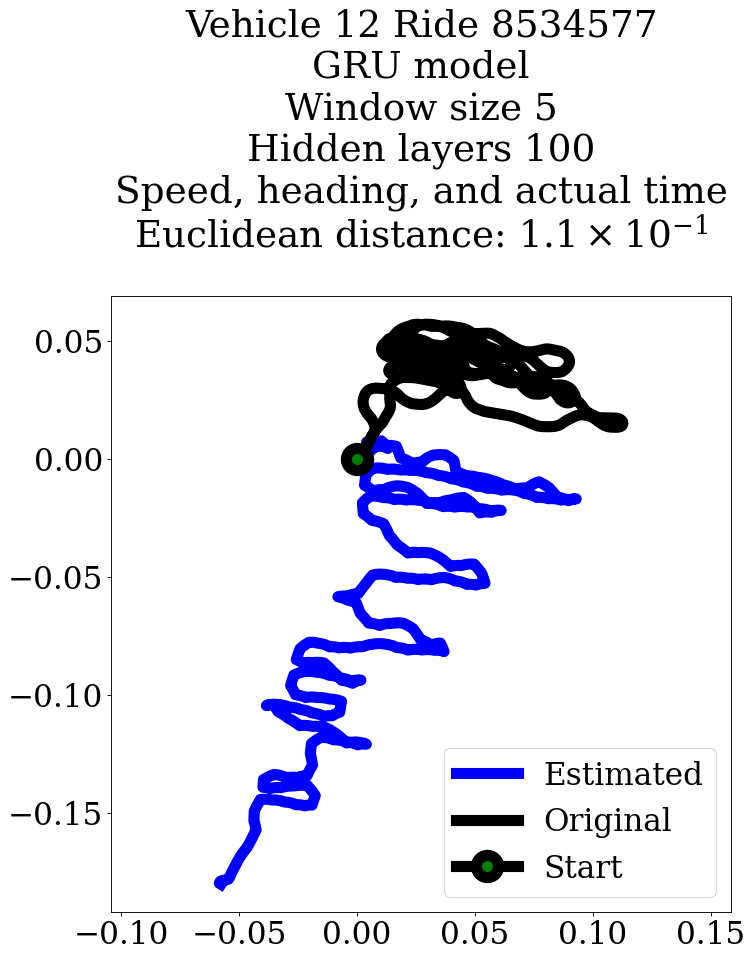 Vehicle 12 Ride 8534577
GRU model
Window size 5
Hidden layers 100
Speed, heading, and actual time
Euclidean distance: 1.1 × 10⁻¹
0.05
0.00
−0.05
−0.10
−0.15
Estimated
Original
Start
−0.10 −0.05 0.00 0.05 0.10 0.15